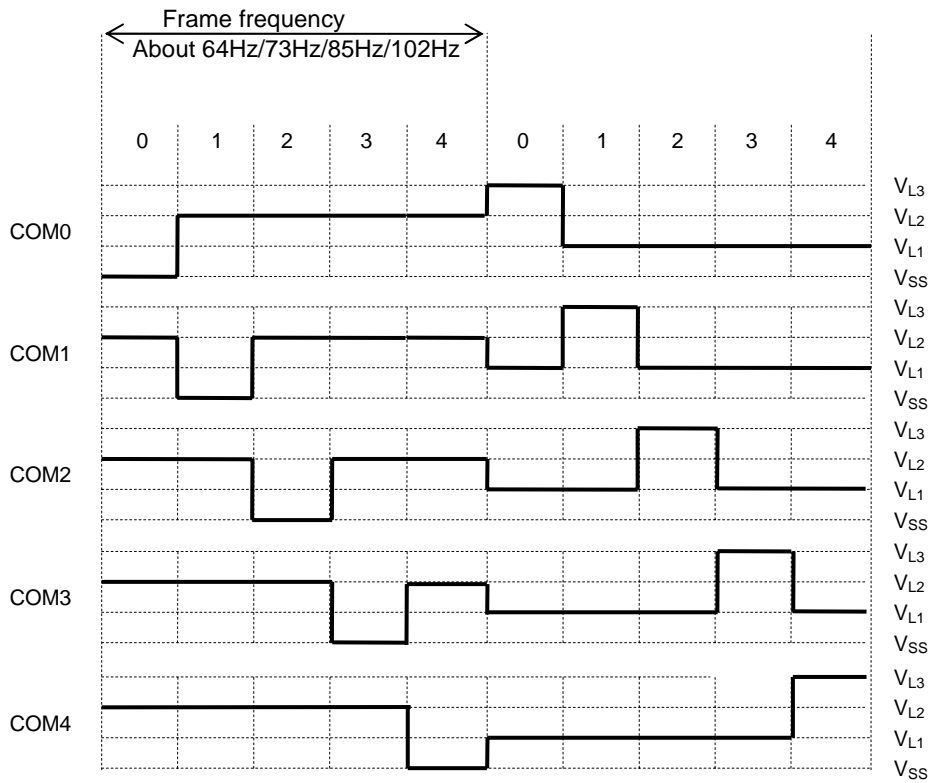 Frame frequency
About 64Hz/73Hz/85Hz/102Hz
0 1 2 3 4 0 1 2 3 4
VL3
VL2
COM0
VL1
VSS
VL3
VL2
COM1
VL1
VSS
VL3
VL2
COM2
VL1
VSS
VL3
VL2
COM3
VL1
VSS
VL3
VL2
COM4
VL1
VSS